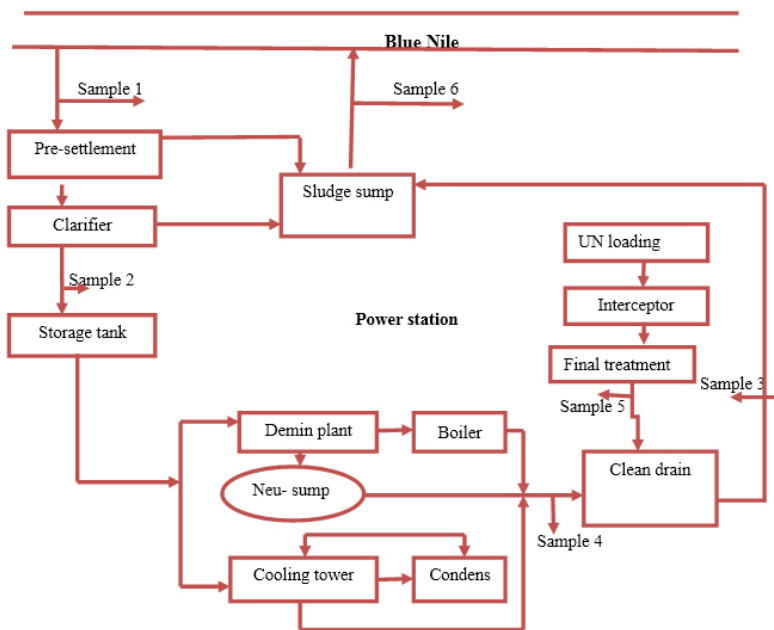 Blue Nile
Sample 1
Sample 6
Pre-settlement
Sludge sump
Clarifier
UN loading
Sample 2
Interceptor
Storage tank
Power station
Final treatment
Sample 3
Sample 5
Demin plant
Boiler
Clean drain
Neu- sump
Sample 4
Cooling tower
Condens